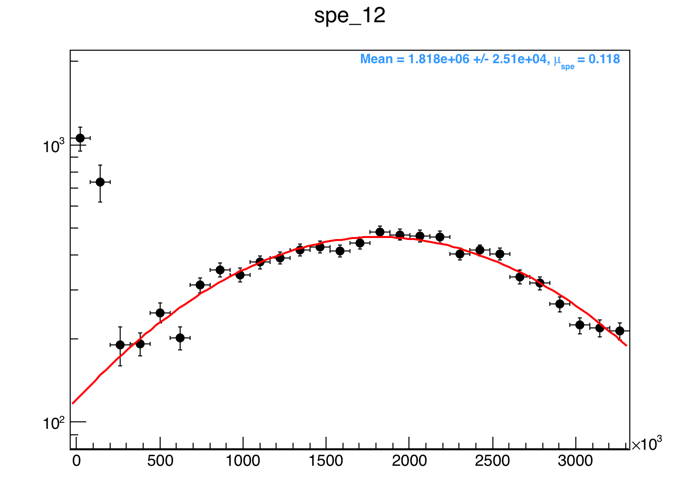 spe_12
Mean = 1.818e+06 +/- 2.51e+04, μspe = 0.118
10³
10²
0 500 1000 1500 2000 2500 3000 ×10³